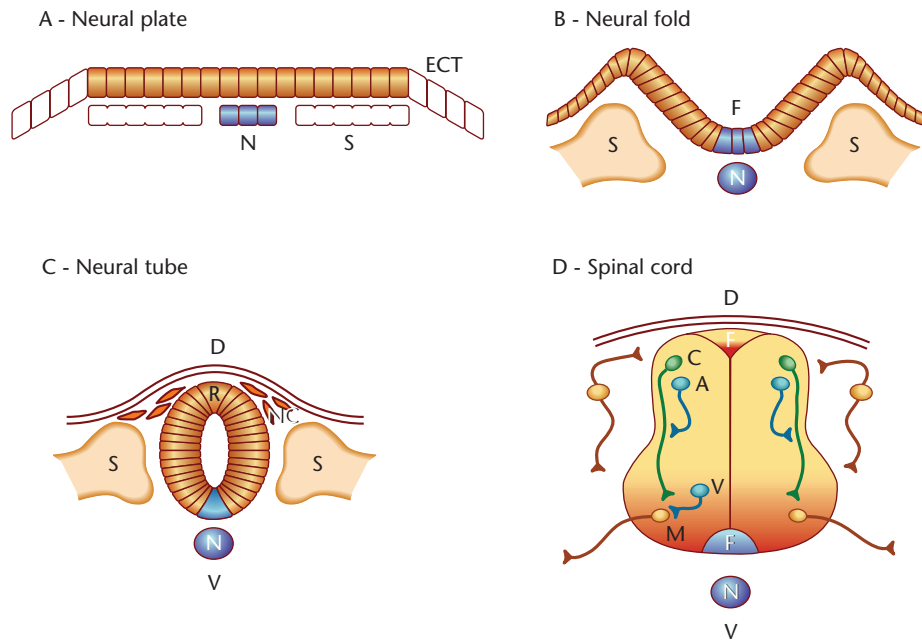 A - Neural plate
ECT
N
S
B - Neural fold
F
S
S
N
C - Neural tube
D
R
NC
S
S
N
V
D - Spinal cord
D
F
C
A
V
M
F
N
V